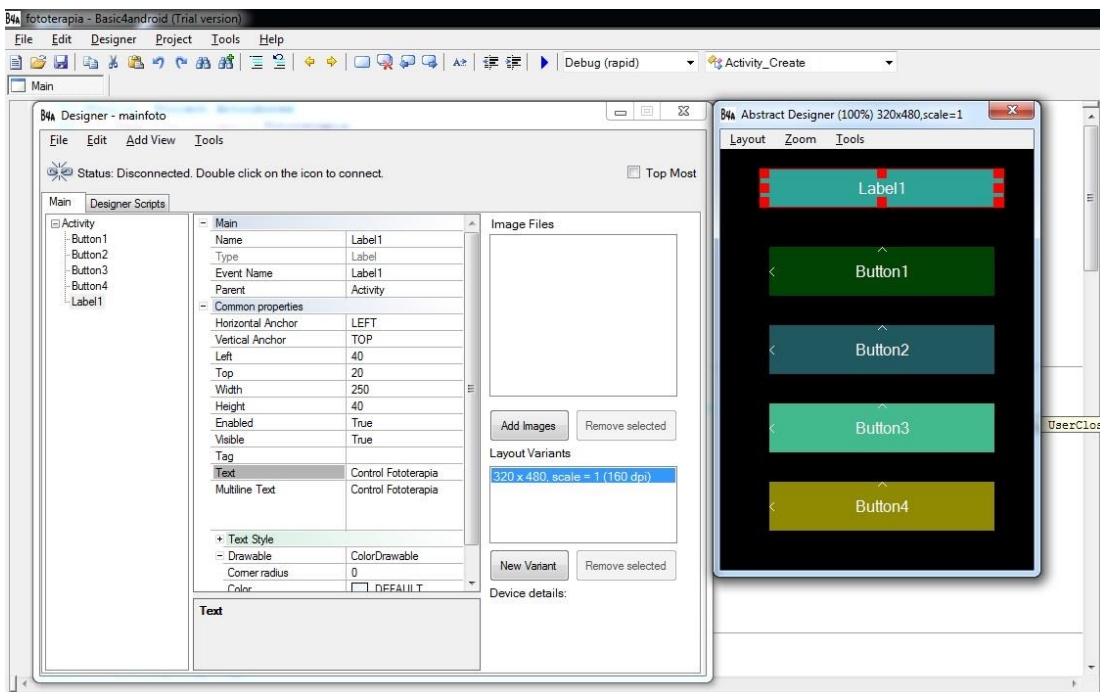 B4A fototerapia - Basic4android (Trial version)
File Edit Designer Project Tools Help
Debug (rapid) Activity_Create
Main
B4A Designer - mainfoto
File Edit Add View Tools
Status: Disconnected. Double click on the icon to connect.
Top Most
Main Designer Scripts
Activity
Button1
Button2
Button3
Button4
Label1
Main
Name Label1
Type Label
Event Name Label1
Parent Activity
Common properties
Horizontal Anchor LEFT
Vertical Anchor TOP
Left 40
Top 20
Width 250
Height 40
Enabled True
Visible True
Tag
Text Control Fototerapia
Multiline Text Control Fototerapia
Text Style
Drawable ColorDrawable
Corner radius 0
Color DEFAULT
Text
Image Files
Add Images Remove selected
Layout Variants
320 x 480, scale = 1 (160 dpi)
New Variant Remove selected
Device details:
B4A Abstract Designer (100%) 320x480,scale=1
Layout Zoom Tools
Label1
Button1
Button2
Button3
Button4
UserClos